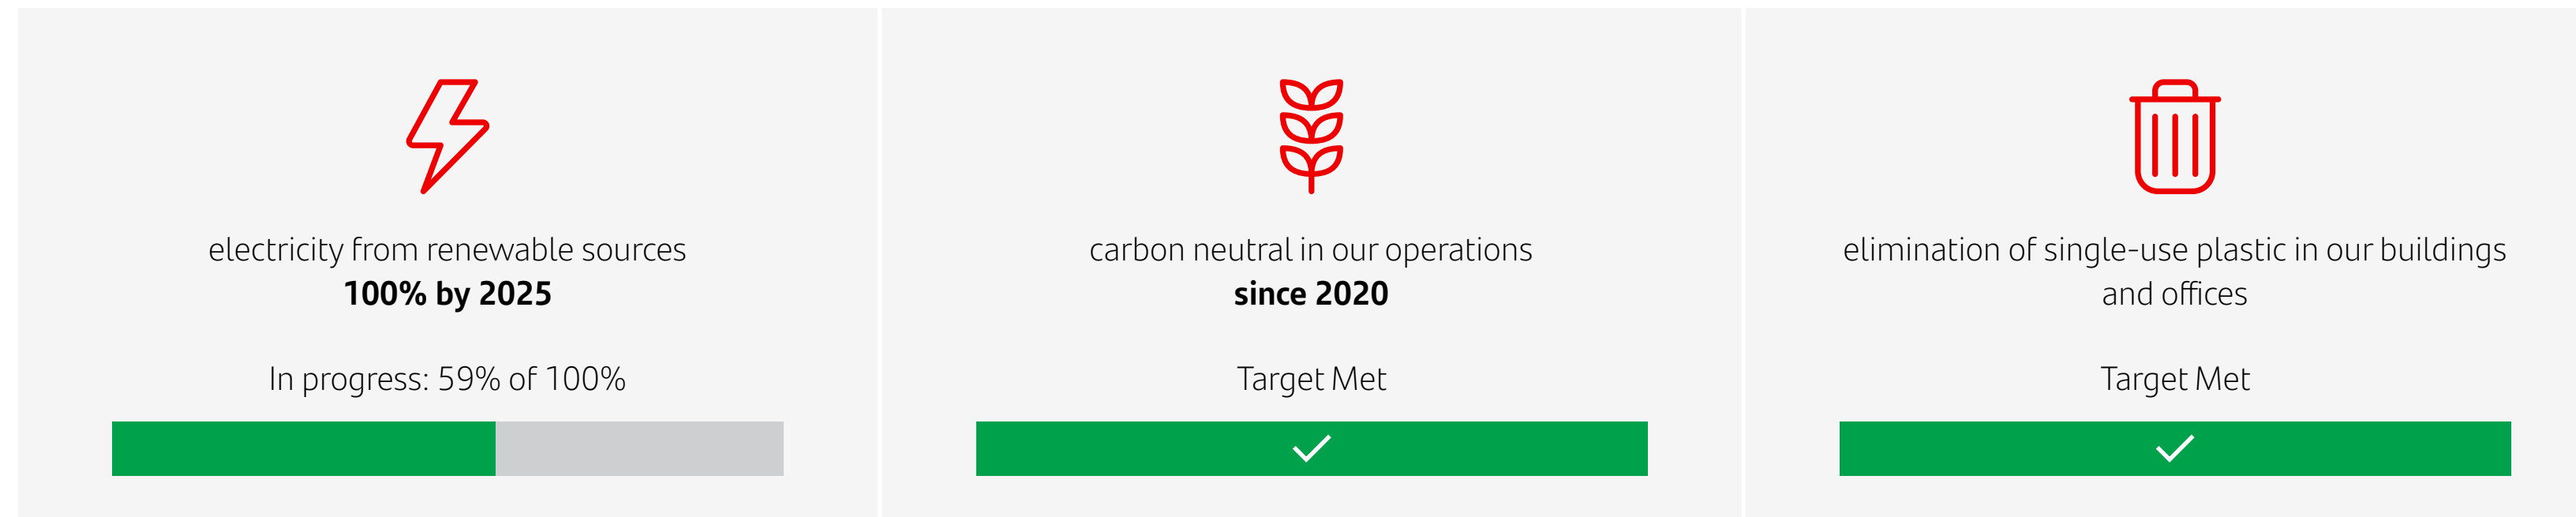 electricity from renewable sources
100% by 2025
In progress: 59% of 100%
carbon neutral in our operations
since 2020
Target Met
elimination of single-use plastic in our buildings
and offices
Target Met